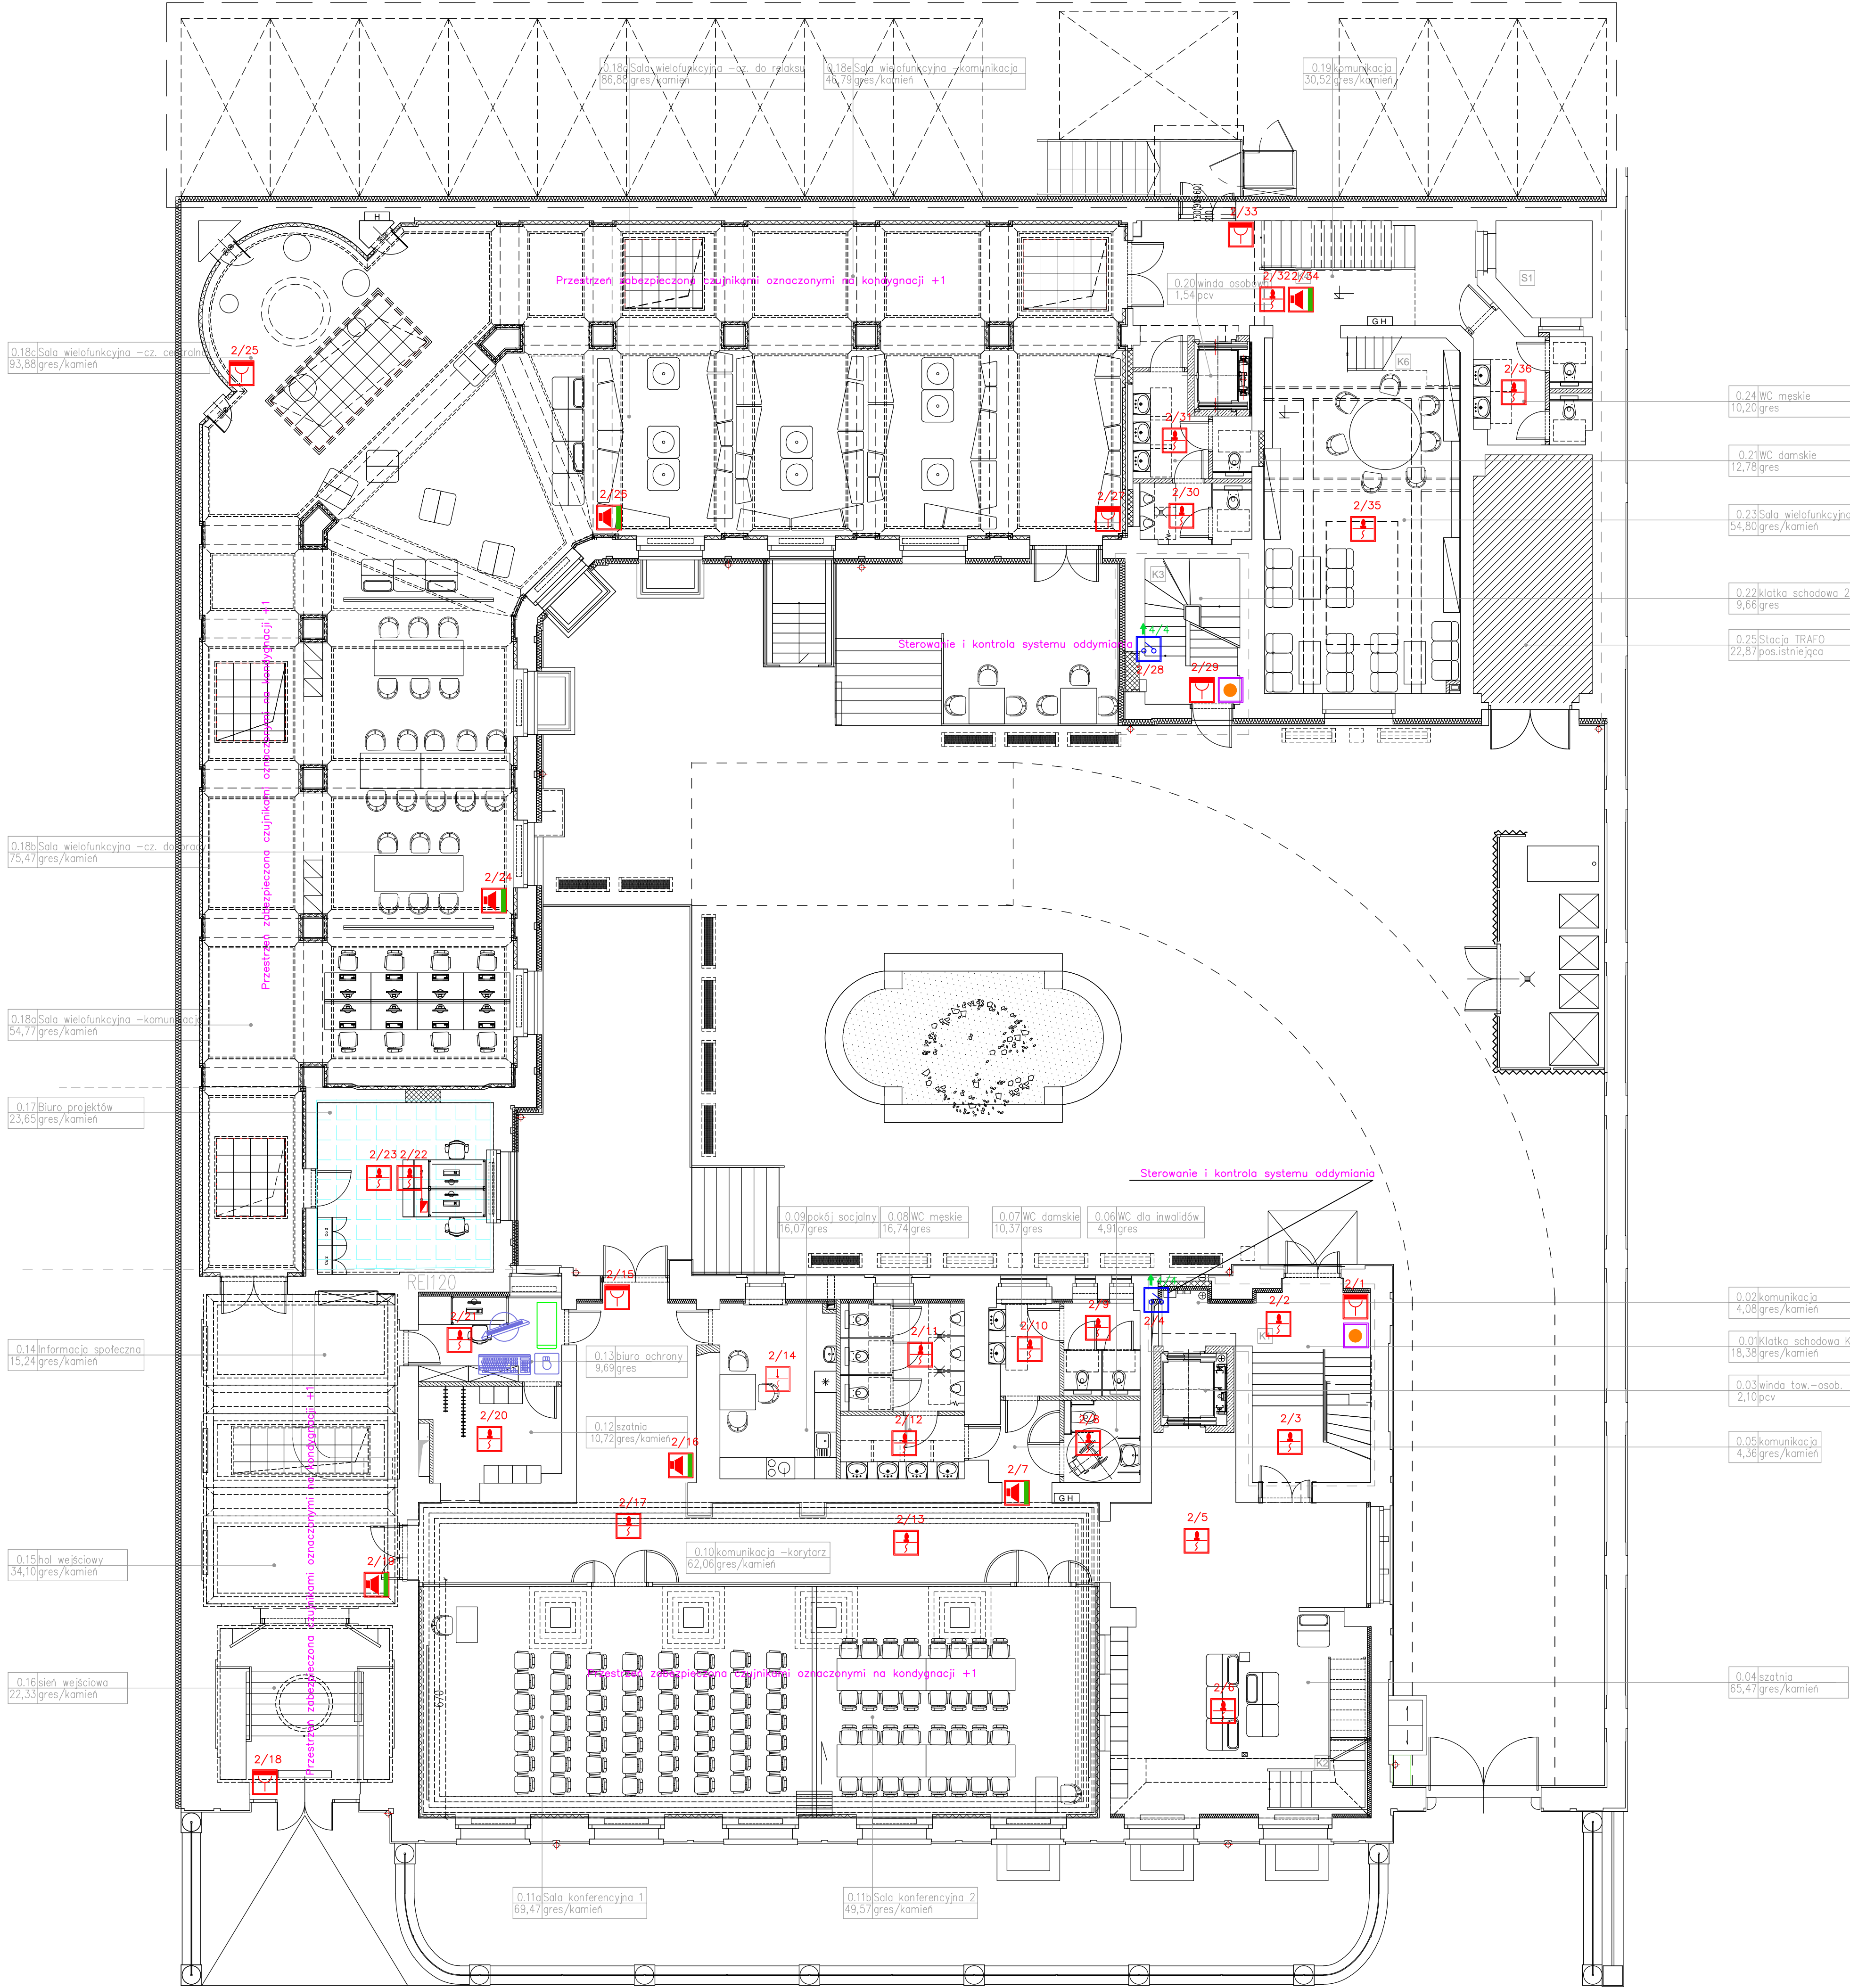 0.18d Sala wielofunkcyjna -cz. do relaksu
86,88 gres/kamień
0.18e Sala wielofunkcyjna -komunikacja
46,79 gres/kamień
0.19 komunikacja
30,52 gres/kamień
50(90+60)
210
H
2/33
2/32
2/34
S1
Przestrzeń zabezpieczona czujnikami oznaczonymi na kondygnacji +1
0.20 winda osobowa
1,54 pcv
GH
K6
0.18c Sala wielofunkcyjna -cz. centralna
93,88 gres/kamień
2/25
2/36
0.24 WC męskie
10,20 gres
2/31
0.21 WC damskie
12,78 gres
2/26
2/27
2/30
2/35
0.23 Sala wielofunkcyjna
54,80 gres/kamień
K3
0.22 klatka schodowa 2
9,66 gres
Przestrzeń zabezpieczona czujnikami oznaczonymi na kondygnacji +1
4/4
Sterowanie i kontrola systemu oddymiania
2/28
2/29
0.25 Stacja TRAFO
22,87 pos.istniejąca
0.18b Sala wielofunkcyjna -cz. do pracy
75,47 gres/kamień
2/24
0.18a Sala wielofunkcyjna -komunikacja
54,77 gres/kamień
0.17 Biuro projektów
23,65 gres/kamień
2/23
2/22
Sterowanie i kontrola systemu oddymiania
0.09 pokój socjalny
16,07 gres
0.08 WC męskie
16,74 gres
0.07 WC damskie
10,37 gres
0.06 WC dla inwalidów
4,91 gres
REI120
2/15
2/1
0.02 komunikacja
4,08 gres/kamień
2/21
2/11
2/10
2/9
2/4
2/2
K1
0.01 Klatka schodowa K
18,38 gres/kamień
0.14 Informacja społeczna
15,24 gres/kamień
0.13 biuro ochrony
9,69 gres
2/14
0.03 winda tow.-osob.
2,10 pcv
0.12 szatnia
10,72 gres/kamień
2/20
2/16
2/12
2/8
2/3
0.05 komunikacja
4,36 gres/kamień
2/7
GH
2/17
2/13
2/5
0.10 komunikacja -korytarz
62,06 gres/kamień
0.15 hol wejściowy
34,10 gres/kamień
2/19
Przestrzeń zabezpieczona czujnikami oznaczonymi na kondygnacji +1
Przestrzeń zabezpieczona czujnikami oznaczonymi na kondygnacji +1
670
0.16 sień wejściowa
22,33 gres/kamień
2/6
0.04 szatnia
65,47 gres/kamień
2/18
K2
0.11a Sala konferencyjna 1
69,47 gres/kamień
0.11b Sala konferencyjna 2
49,57 gres/kamień